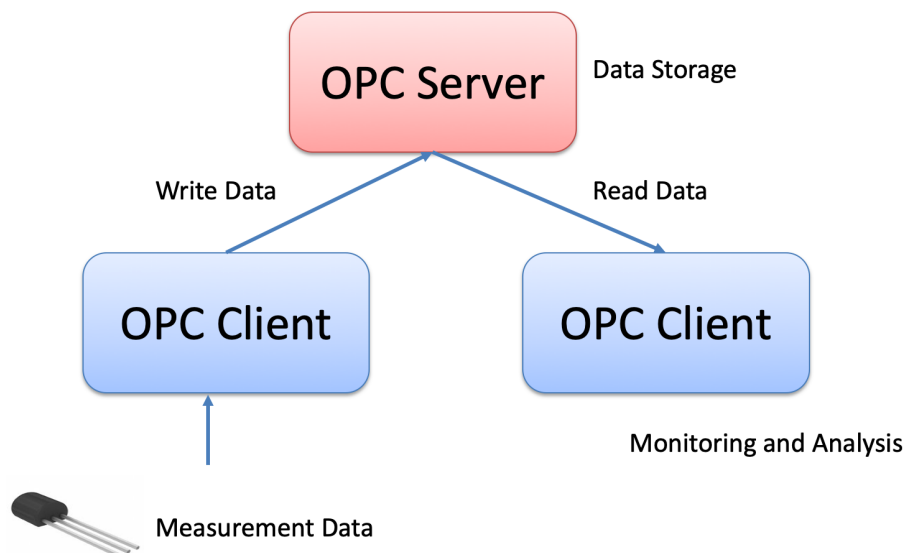 OPC Server
Data Storage
Write Data
Read Data
OPC Client
OPC Client
Monitoring and Analysis
Measurement Data